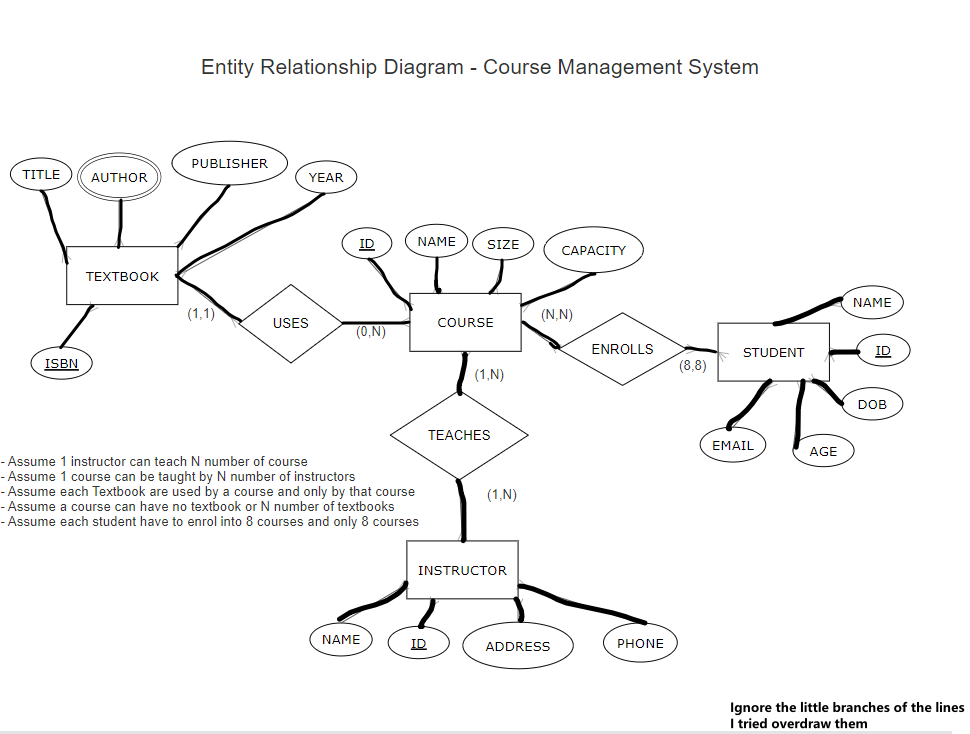 Entity Relationship Diagram - Course Management System
TITLE
AUTHOR
PUBLISHER
YEAR
TEXTBOOK
ISBN
(1,1)
USES
(0,N)
ID
NAME
SIZE
CAPACITY
COURSE
(N,N)
ENROLLS
(8,8)
STUDENT
NAME
ID
DOB
AGE
EMAIL
(1,N)
TEACHES
(1,N)
- Assume 1 instructor can teach N number of course
- Assume 1 course can be taught by N number of instructors
- Assume each Textbook are used by a course and only by that course
- Assume a course can have no textbook or N number of textbooks
- Assume each student have to enrol into 8 courses and only 8 courses
INSTRUCTOR
NAME
ID
ADDRESS
PHONE
Ignore the little branches of the lines
I tried overdraw them